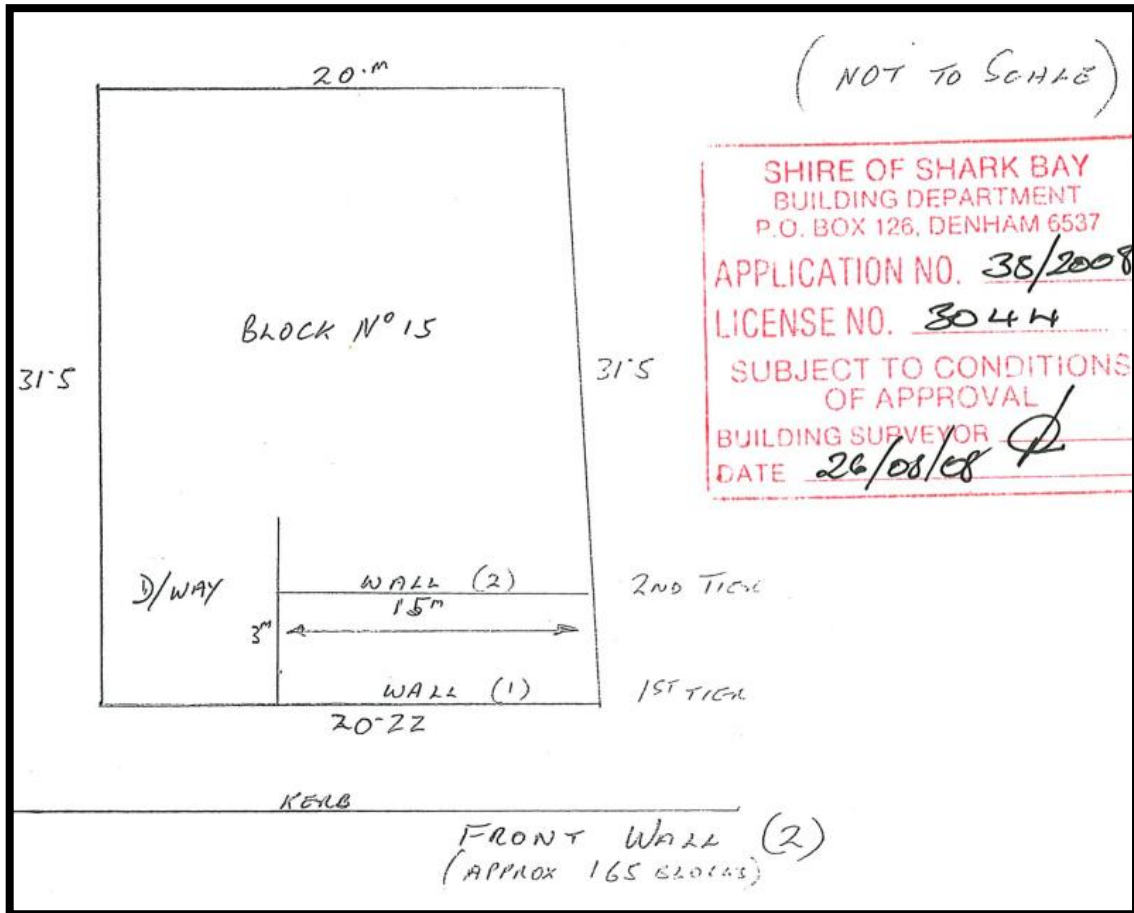 20.m
(NOT TO SCALE)
SHIRE OF SHARK BAY
BUILDING DEPARTMENT
P.O. BOX 126, DENHAM 6537
APPLICATION NO. 38/2008
LICENSE NO. 3044
SUBJECT TO CONDITIONS
OF APPROVAL
BUILDING SURVEYOR
DATE 26/08/08
BLOCK Nº 15
31.5
31.5
D/WAY
WALL (2)
2ND TIER
15m
3m
WALL (1)
1ST TIER
20.22
KERB
FRONT WALL (2)
(APPROX 165 BLOCKS)